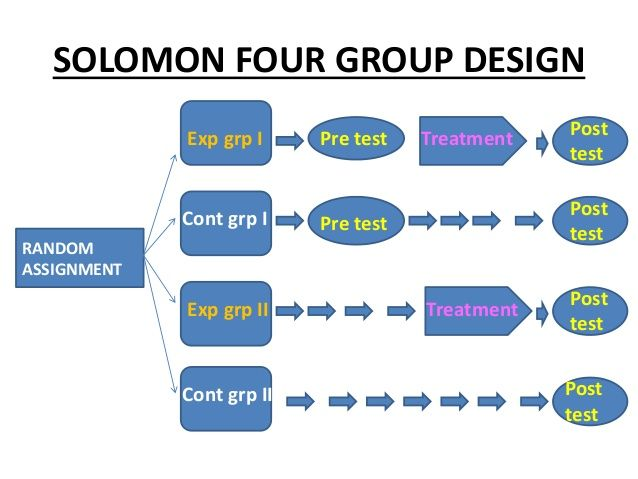 SOLOMON FOUR GROUP DESIGN
Exp grp I
Pre test
Treatment
Post
test
Cont grp I
Pre test
Post
test
RANDOM
ASSIGNMENT
Exp grp II
Treatment
Post
test
Cont grp II
Post
test